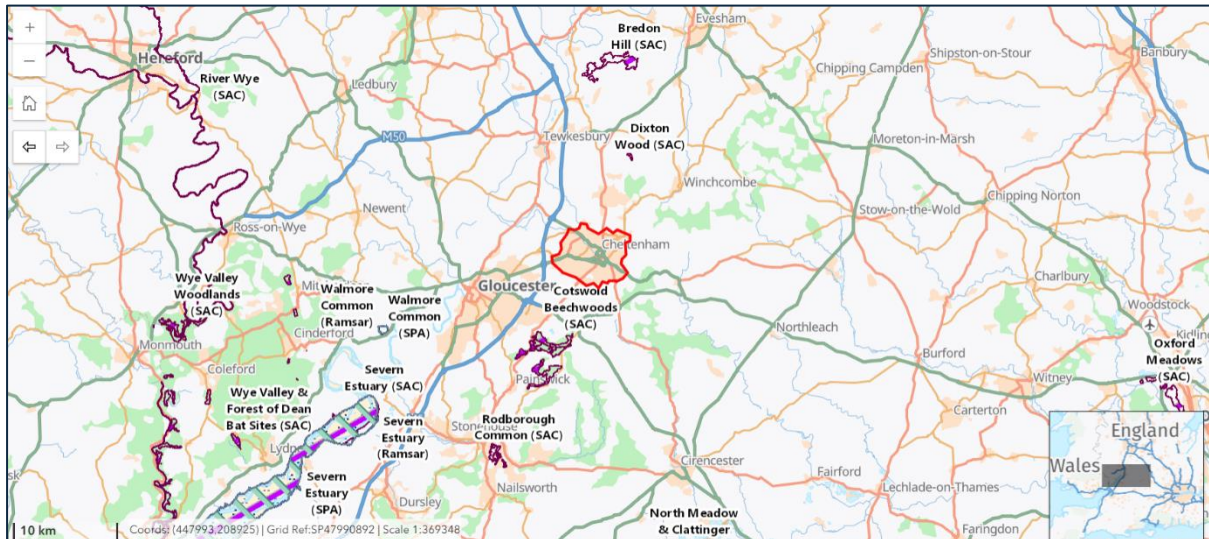 +
Hereford
−
River Wye
(SAC)
Ledbury
M50
Bredon
Hill (SAC)
Evesham
Chipping Campden
Shipston-on-Stour
Banbury
Tewkesbury
Dixton
Wood (SAC)
Moreton-in-Marsh
Winchcombe
Newent
Ross-on-Wye
Stow-on-the-Wold
Chipping Norton
Cheltenham
Wye Valley
Woodlands
(SAC)
Walmore
Common
(Ramsar)
Walmore
Common
(SPA)
Gloucester
Cotswold
Beechwoods
(SAC)
Charlbury
Woodstock
Monmouth
Cinderford
Coleford
Northleach
Burford
Witney
Oxford
Meadows
(SAC)
Wye Valley &
Forest of Dean
Bat Sites (SAC)
Severn
Estuary (SAC)
Painswick
Carterton
Severn
Estuary
(Ramsar)
Rodborough
Common (SAC)
Severn
Estuary
(SPA)
Dursley
Nailsworth
Cirencester
Fairford
Lechlade-on-Thames
Faringdon
North Meadow
& Clattinger
England
Wales
10 km
Coords: (447993,208925) | Grid Ref:SP47990892 | Scale 1:369348